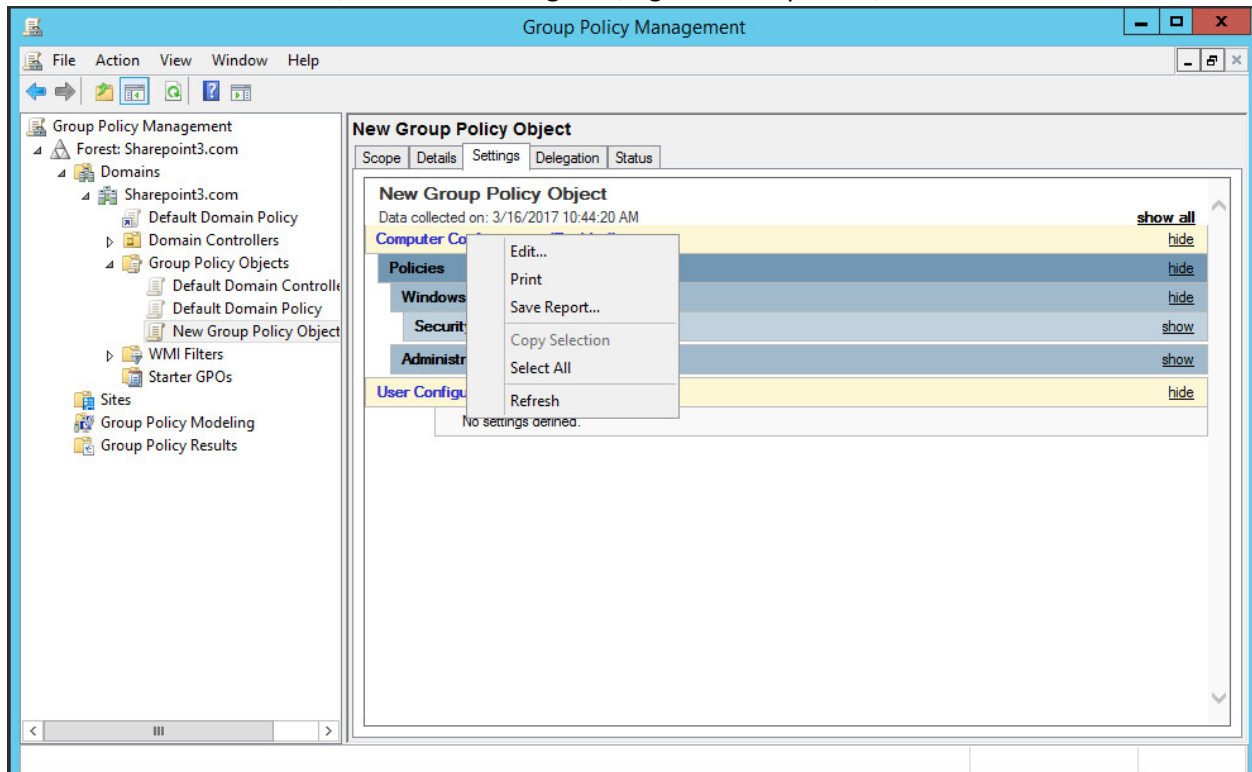 Group Policy Management
File Action View Window Help
Group Policy Management
Forest: Sharepoint3.com
Domains
Sharepoint3.com
Default Domain Policy
Domain Controllers
Group Policy Objects
Default Domain Controlle
Default Domain Policy
New Group Policy Object
WMI Filters
Starter GPOs
Sites
Group Policy Modeling
Group Policy Results
New Group Policy Object
Scope Details Settings Delegation Status
New Group Policy Object
Data collected on: 3/16/2017 10:44:20 AM
show all
Computer Co
hide
Policies
hide
Windows
hide
Securit
show
Administr
show
User Configu
hide
No settings defined.
Edit...
Print
Save Report...
Copy Selection
Select All
Refresh